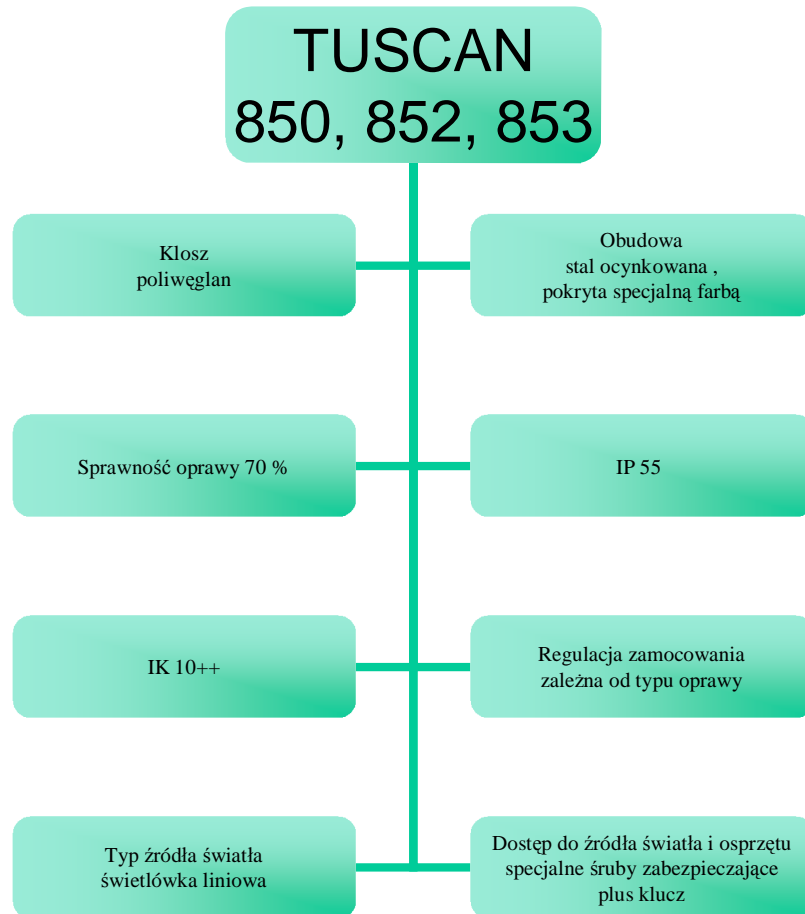 TUSCAN
850, 852, 853
Klosz
poliwęglan
Obudowa
stal ocynkowana ,
pokryta specjalną farbą
Sprawność oprawy 70 %
IP 55
IK 10++
Regulacja zamocowania
zależna od typu oprawy
Typ źródła światła
świetlówka liniowa
Dostęp do źródła światła i osprzętu
specjalne śruby zabezpieczające
plus klucz